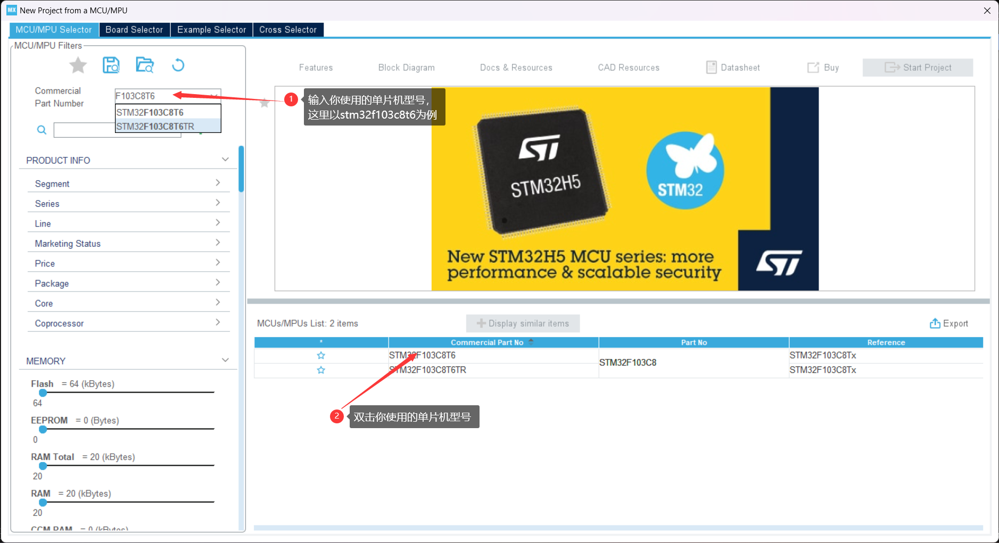 MX New Project from a MCU/MPU
MCU/MPU Selector
Board Selector
Example Selector
Cross Selector
MCU/MPU Filters
Commercial
Part Number
F103C8T6
STM32F103C8T6
STM32F103C8T6TR
PRODUCT INFO
Segment
Series
Line
Marketing Status
Price
Package
Core
Coprocessor
MEMORY
Flash = 64 (kBytes)
64
EEPROM = 0 (Bytes)
0
RAM Total = 20 (kBytes)
20
RAM = 20 (kBytes)
20
CCM RAM = 0 (kBytes)
Features
Block Diagram
Docs & Resources
CAD Resources
Datasheet
Buy
Start Project
1
输入你使用的单片机型号，
这里以stm32f103c8t6为例
ST
STM32H5
STM32
New STM32H5 MCU series: more
performance & scalable security
ST
MCUs/MPUs List: 2 items
Display similar items
Export
* Commercial Part No Part No Reference
STM32F103C8T6 STM32F103C8 STM32F103C8Tx
STM32F103C8T6TR STM32F103C8Tx
2
双击你使用的单片机型号